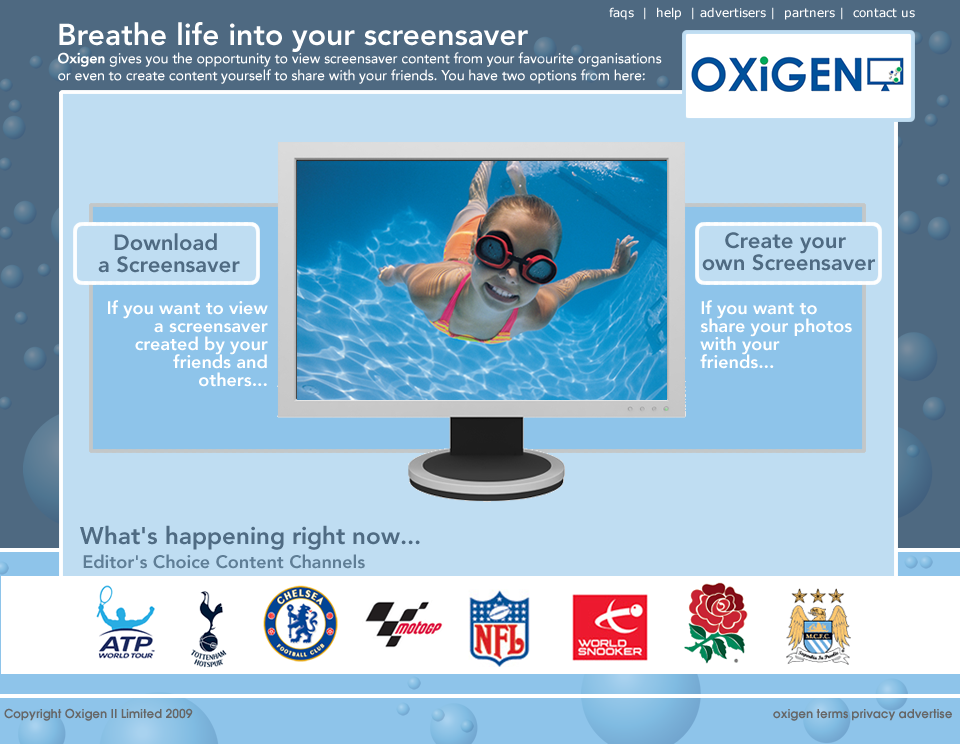 faqs | help | advertisers | partners | contact us
Breathe life into your screensaver
Oxigen gives you the opportunity to view screensaver content from your favourite organisations
or even to create content yourself to share with your friends. You have two options from here:
OXiGEN
Download
a Screensaver
If you want to view
a screensaver
created by your
friends and
others...
Create your
own Screensaver
If you want to
share your photos
with your
friends...
What's happening right now...
Editor's Choice Content Channels
ATP
WORLD TOUR
TOTTENHAM
HOTSPUR
CHELSEA
FOOTBALL CLUB
motoGP
NFL
WORLD
SNOOKER
M.C.F.C.
Superbia In Proelio
Copyright Oxigen II Limited 2009
oxigen terms privacy advertise